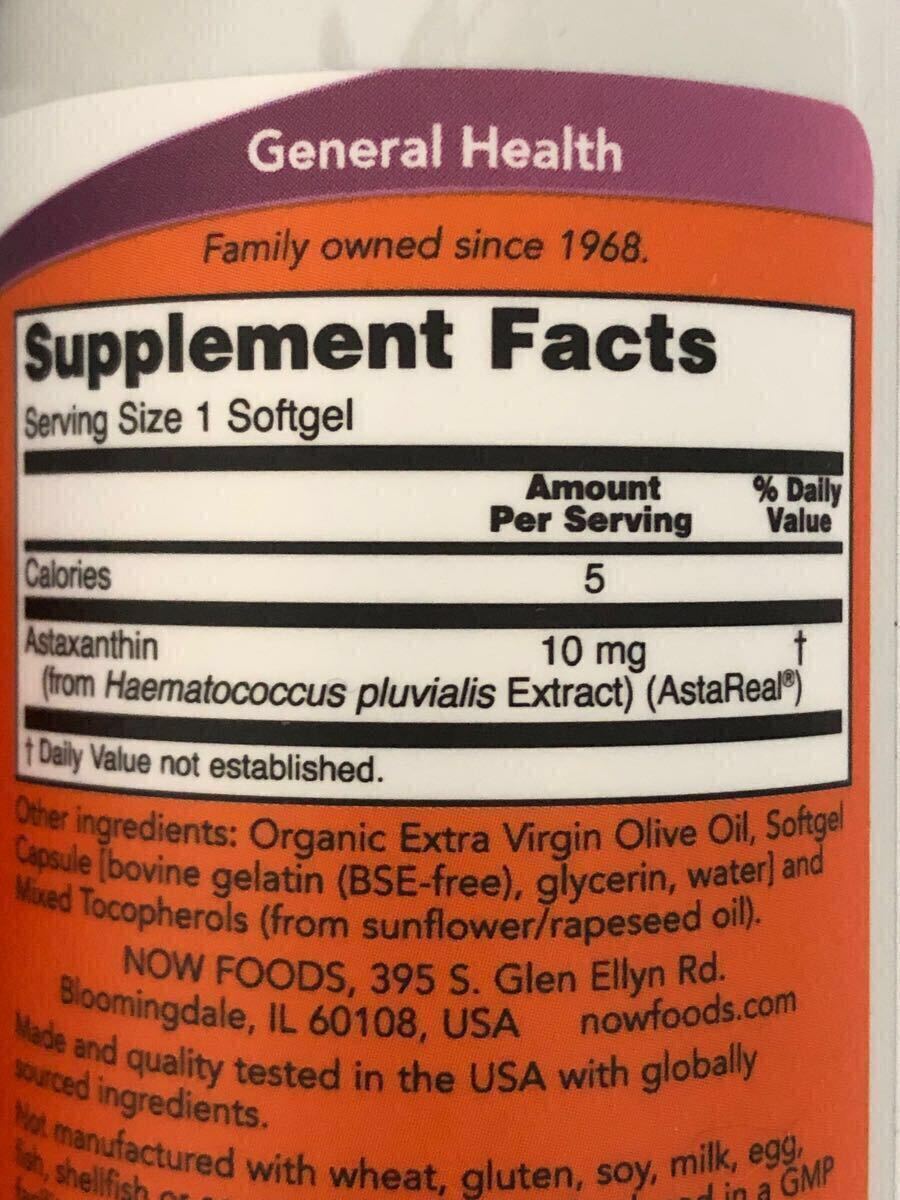 General Health
Family owned since 1968.
Supplement Facts
Serving Size 1 Softgel
Amount Per Serving
% Daily Value
Calories 5
Astaxanthin 10 mg †
(from Haematococcus pluvialis Extract) (AstaReal®)
† Daily Value not established.
Other ingredients: Organic Extra Virgin Olive Oil, Softgel
Capsule [bovine gelatin (BSE-free), glycerin, water] and
Mixed Tocopherols (from sunflower/rapeseed oil).
NOW FOODS, 395 S. Glen Ellyn Rd.
Bloomingdale, IL 60108, USA nowfoods.com
Made and quality tested in the USA with globally
sourced ingredients.
Not manufactured with wheat, gluten, soy, milk, egg,
fish, shellfish or
in a GMP